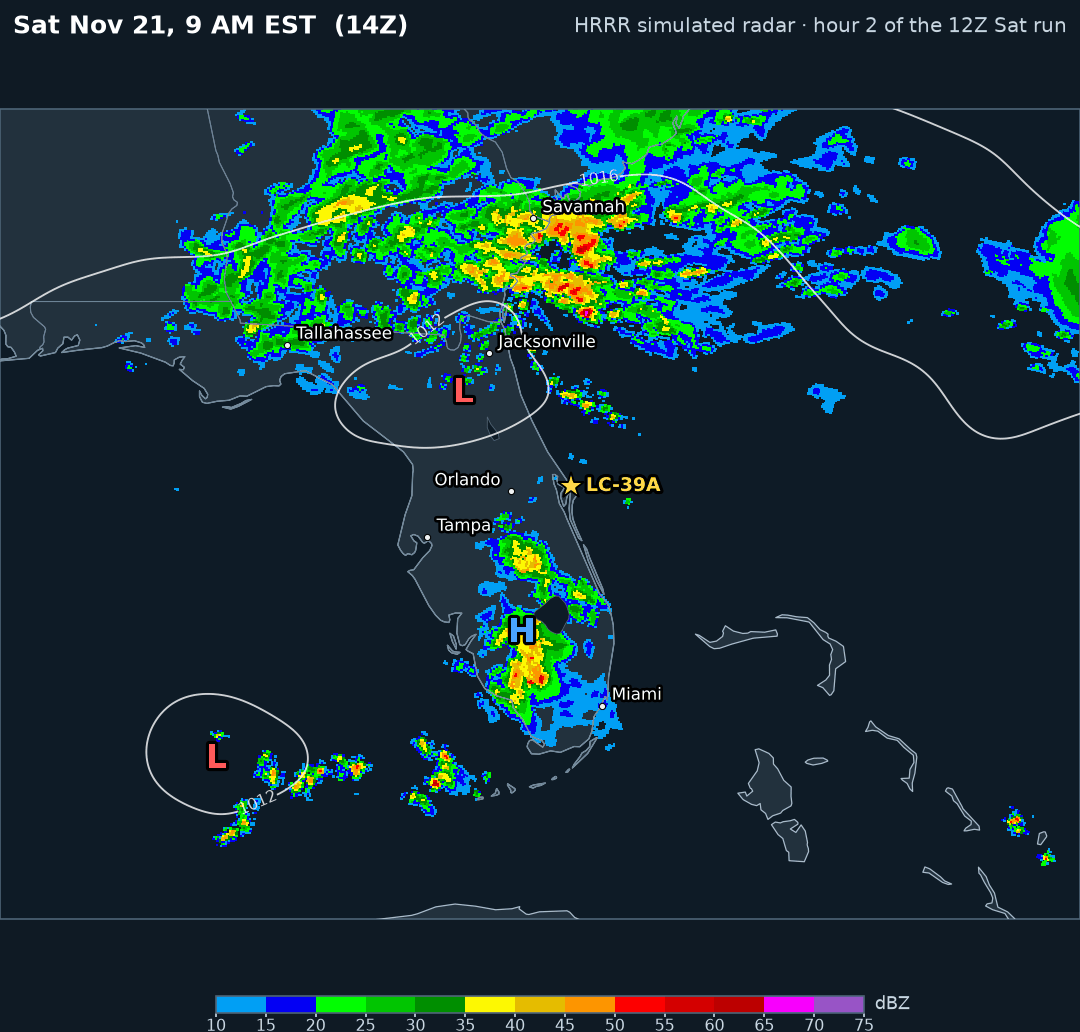 Sat Nov 21, 9 AM EST (14Z)
HRRR simulated radar · hour 2 of the 12Z Sat run
1016
Savannah
1012
Tallahassee
Jacksonville
L
Orlando
LC-39A
Tampa
H
Miami
L
1012
dBZ
10 15 20 25 30 35 40 45 50 55 60 65 70 75